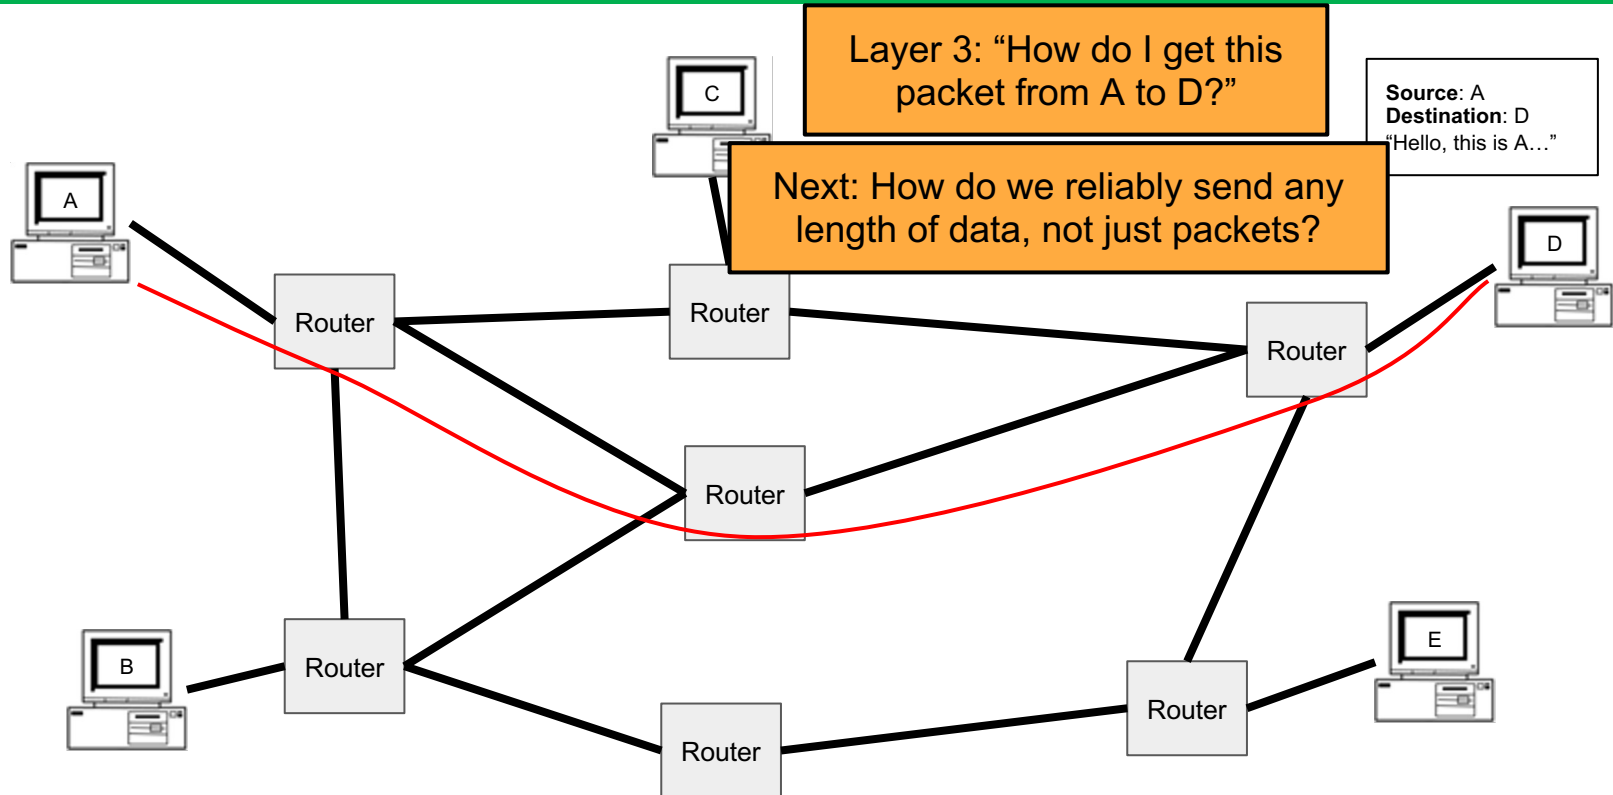 Layer 3: “How do I get this
packet from A to D?”
C
Source: A
Destination: D
“Hello, this is A…”
Next: How do we reliably send any
length of data, not just packets?
A
D
Router
Router
Router
Router
B
Router
E
Router
Router